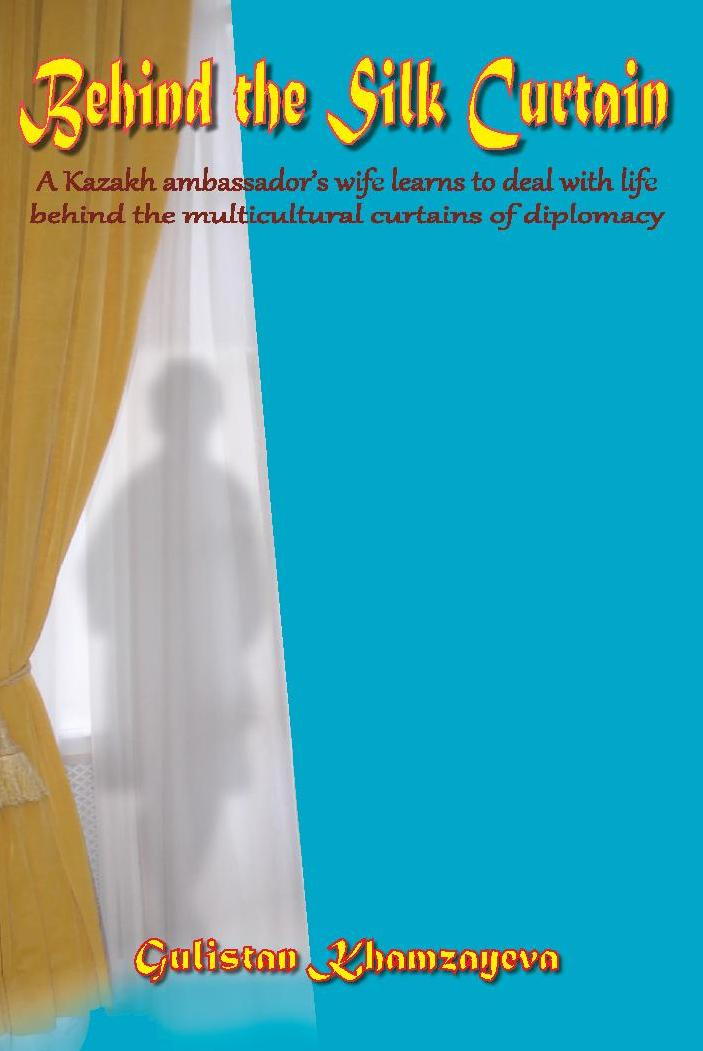 Behind the Silk Curtain
A Kazakh ambassador's wife learns to deal with life
behind the multicultural curtains of diplomacy
Gulistan Khamzayeva